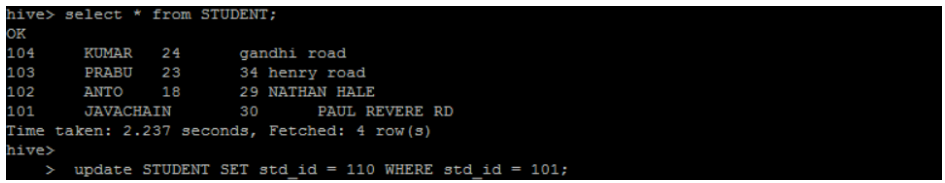 hive> select * from STUDENT;
OK
104 KUMAR 24 gandhi road
103 PRABU 23 34 henry road
102 ANTO 18 29 NATHAN HALE
101 JAVACHAIN 30 PAUL REVERE RD
Time taken: 2.237 seconds, Fetched: 4 row(s)
hive>
> update STUDENT SET std_id = 110 WHERE std_id = 101;